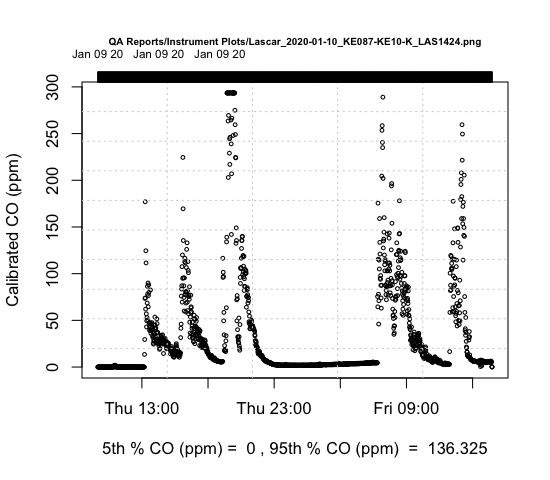 QA Reports/Instrument Plots/Lascar_2020-01-10_KE087-KE10-K_LAS1424.png
Jan 09 20 Jan 09 20 Jan 09 20
Calibrated CO (ppm)
300
250
200
150
100
50
0
Thu 13:00 Thu 23:00 Fri 09:00
5th % CO (ppm) = 0 , 95th % CO (ppm) = 136.325